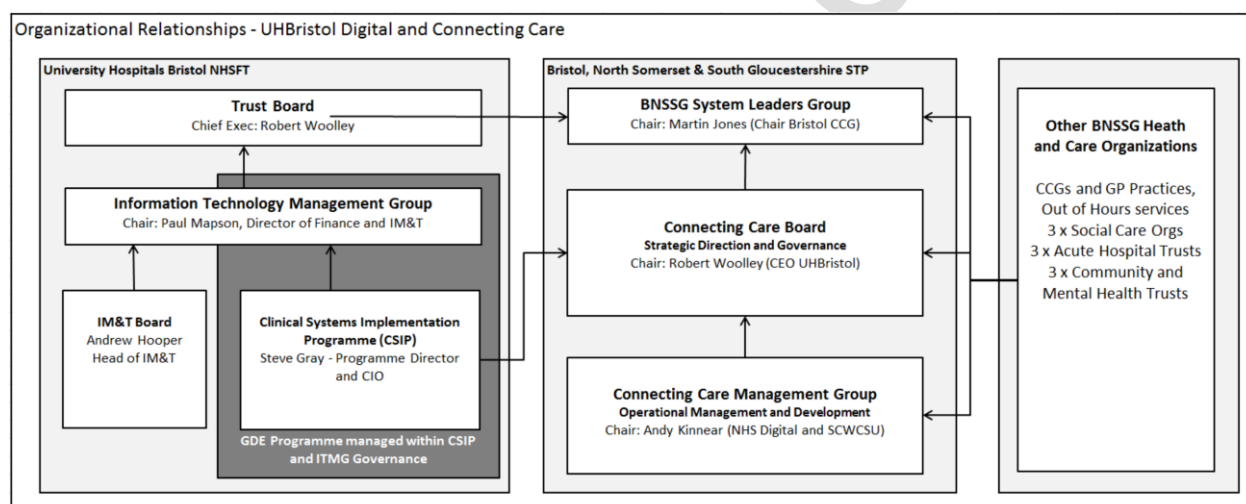 Organizational Relationships - UHBristol Digital and Connecting Care
University Hospitals Bristol NHSFT
Trust Board
Chief Exec: Robert Woolley
Information Technology Management Group
Chair: Paul Mapson, Director of Finance and IM&T
IM&T Board
Andrew Hooper
Head of IM&T
Clinical Systems Implementation
Programme (CSIP)
Steve Gray - Programme Director
and CIO
GDE Programme managed within CSIP
and ITMG Governance
Bristol, North Somerset & South Gloucestershire STP
BNSSG System Leaders Group
Chair: Martin Jones (Chair Bristol CCG)
Connecting Care Board
Strategic Direction and Governance
Chair: Robert Woolley (CEO UHBristol)
Connecting Care Management Group
Operational Management and Development
Chair: Andy Kinnear (NHS Digital and SCWCSU)
Other BNSSG Heath
and Care Organizations
CCGs and GP Practices,
Out of Hours services
3 x Social Care Orgs
3 x Acute Hospital Trusts
3 x Community and
Mental Health Trusts